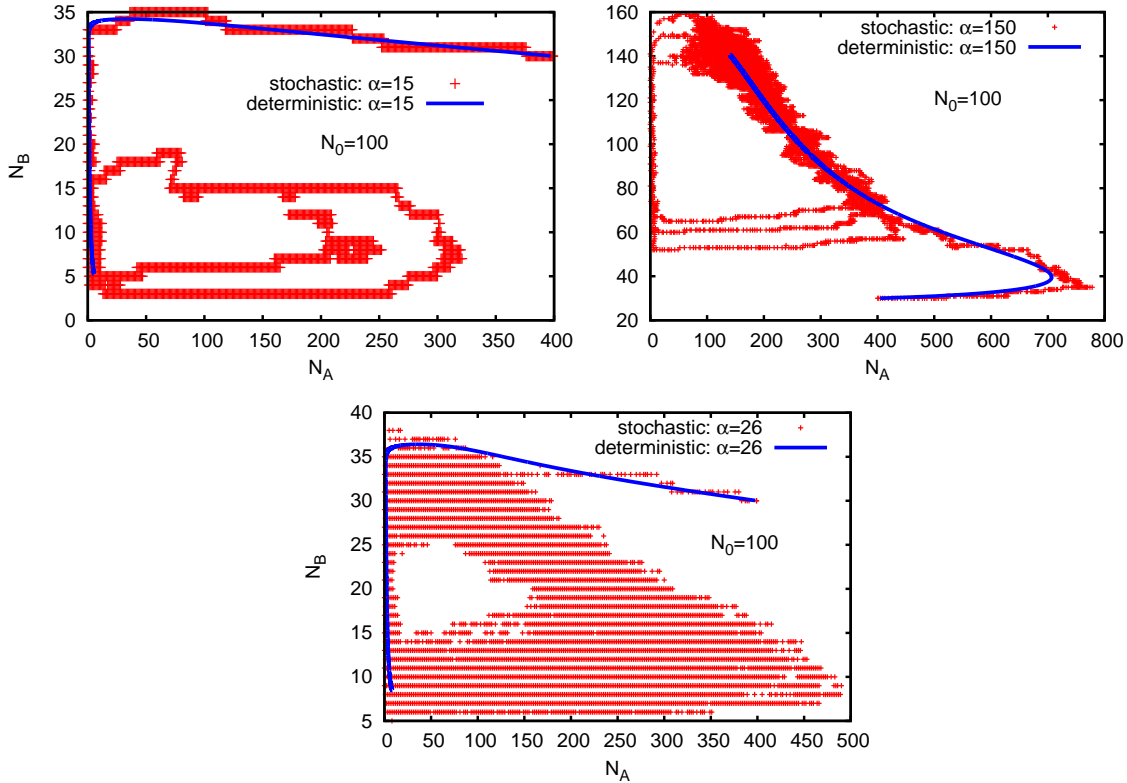 35
30
25
20
15
10
5
0
N_B
stochastic: α=15
deterministic: α=15
N_0=100
0 50 100 150 200 250 300 350 400
N_A
160
140
120
100
80
60
40
20
stochastic: α=150
deterministic: α=150
N_0=100
0 100 200 300 400 500 600 700 800
N_A
40
35
30
25
20
15
10
5
N_B
stochastic: α=26
deterministic: α=26
N_0=100
0 50 100 150 200 250 300 350 400 450 500
N_A